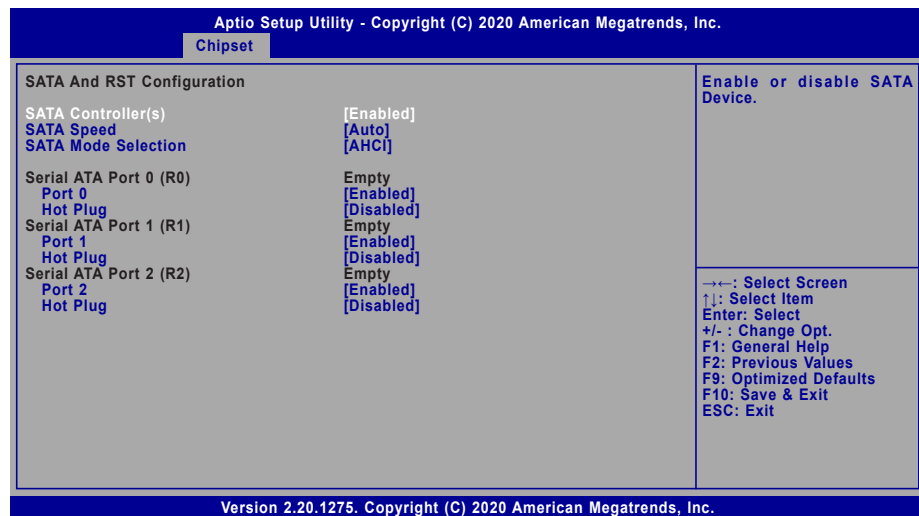 Aptio Setup Utility - Copyright (C) 2020 American Megatrends, Inc.
Chipset
SATA And RST Configuration
SATA Controller(s) [Enabled]
SATA Speed [Auto]
SATA Mode Selection [AHCI]
Serial ATA Port 0 (R0) Empty
Port 0 [Enabled]
Hot Plug [Disabled]
Serial ATA Port 1 (R1) Empty
Port 1 [Enabled]
Hot Plug [Disabled]
Serial ATA Port 2 (R2) Empty
Port 2 [Enabled]
Hot Plug [Disabled]
Enable or disable SATA
Device.
→←: Select Screen
↑↓: Select Item
Enter: Select
+/- : Change Opt.
F1: General Help
F2: Previous Values
F9: Optimized Defaults
F10: Save & Exit
ESC: Exit
Version 2.20.1275. Copyright (C) 2020 American Megatrends, Inc.